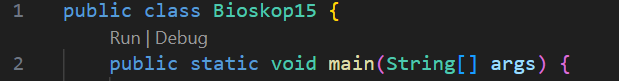 1 public class Bioskop15 {
Run | Debug
2 public static void main(String[] args) {